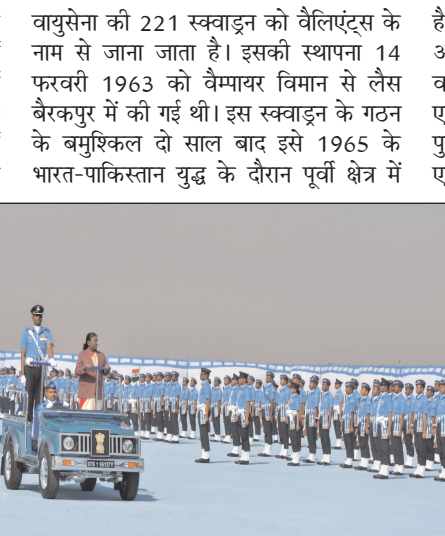 वायुसेना की 221 स्क्वाड्रन को वैलिएंट्स के
नाम से जाना जाता है। इसकी स्थापना 14
फरवरी 1963 को वैम्पायर विमान से लैस
बैरकपुर में की गई थी। इस स्क्वाड्रन के गठन
के बमुश्किल दो साल बाद इसे 1965 के
भारत-पाकिस्तान युद्ध के दौरान पूर्वी क्षेत्र में